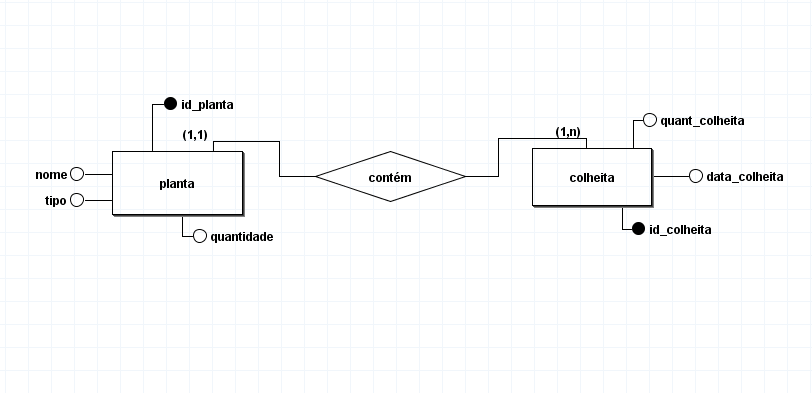 id_planta
(1,1)
nome
planta
tipo
quantidade
contém
(1,n)
quant_colheita
colheita
data_colheita
id_colheita